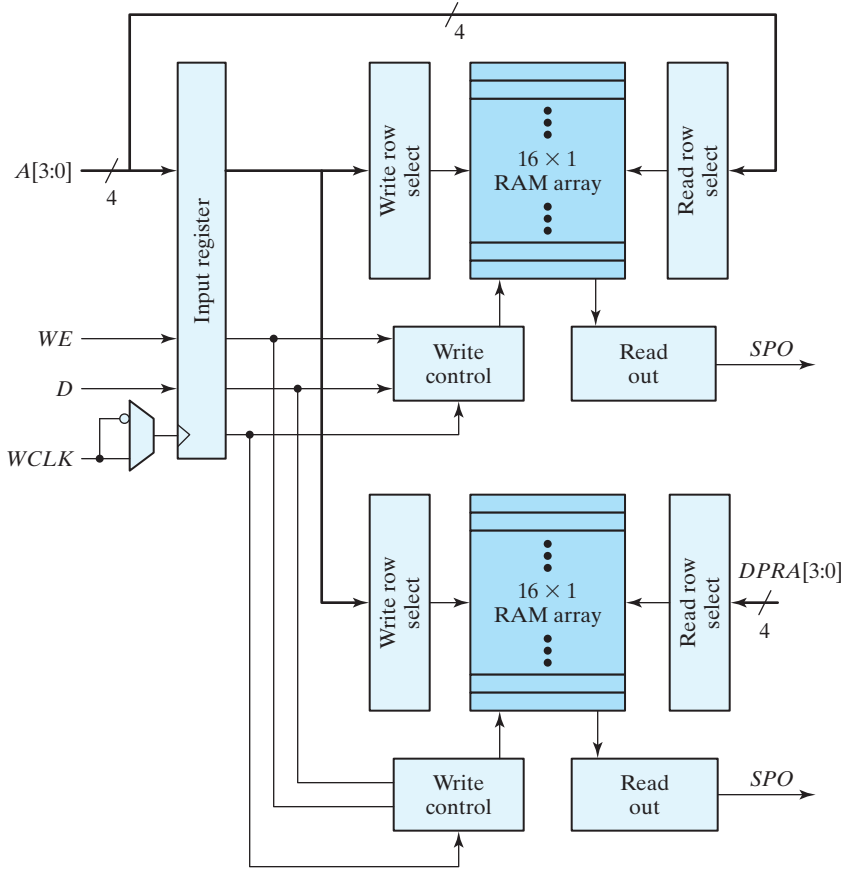 4
A[3:0]
4
Input register
Write row
select
16 × 1
RAM array
Read row
select
WE
D
WCLK
Write
control
Read
out
SPO
Write row
select
16 × 1
RAM array
Read row
select
DPRA[3:0]
4
Write
control
Read
out
SPO